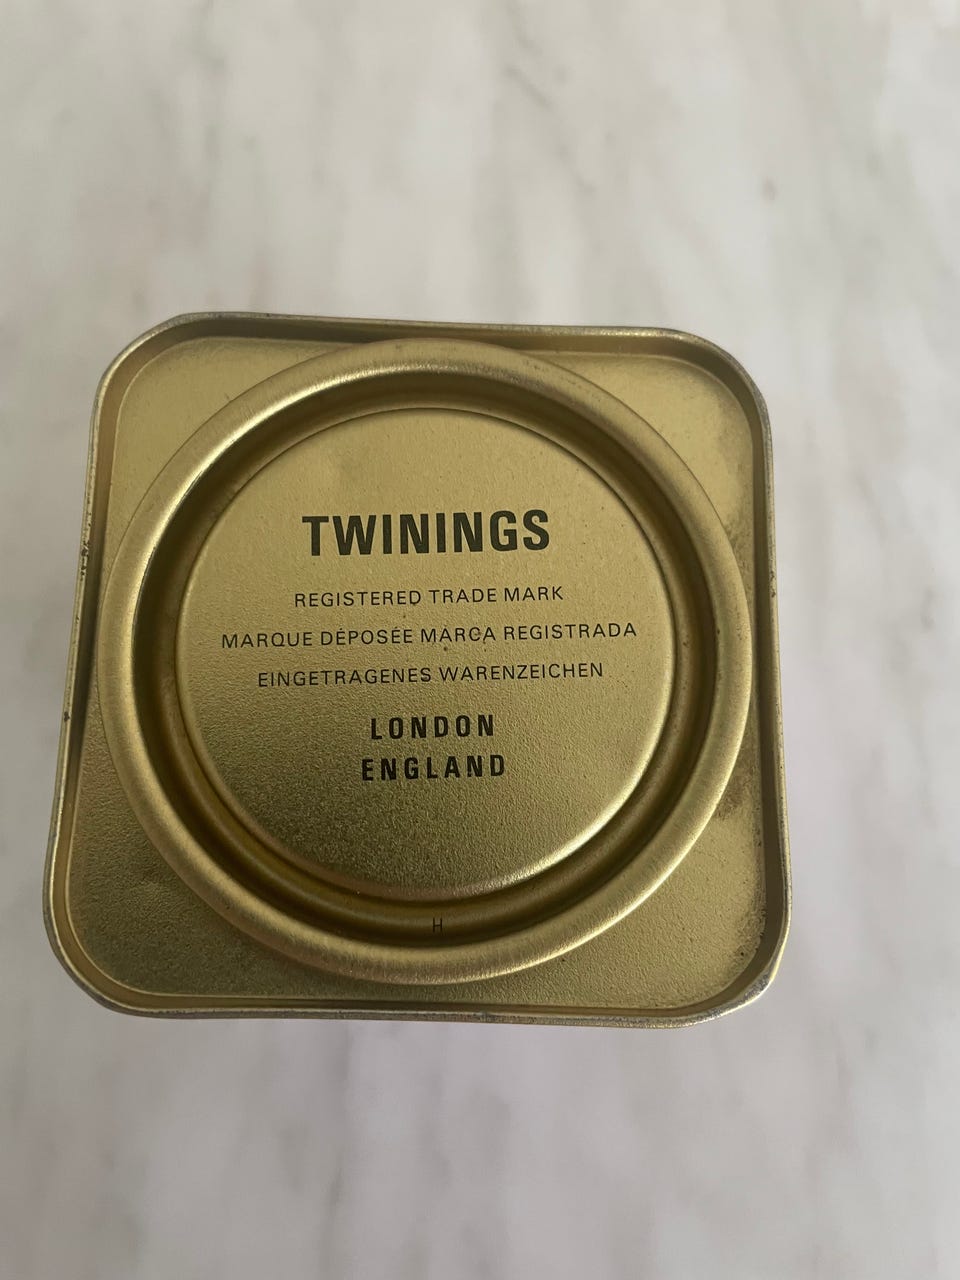 TWININGS
REGISTERED TRADE MARK
MARQUE DÉPOSÉE MARCA REGISTRADA
EINGETRAGENES WARENZEICHEN
LONDON
ENGLAND
H